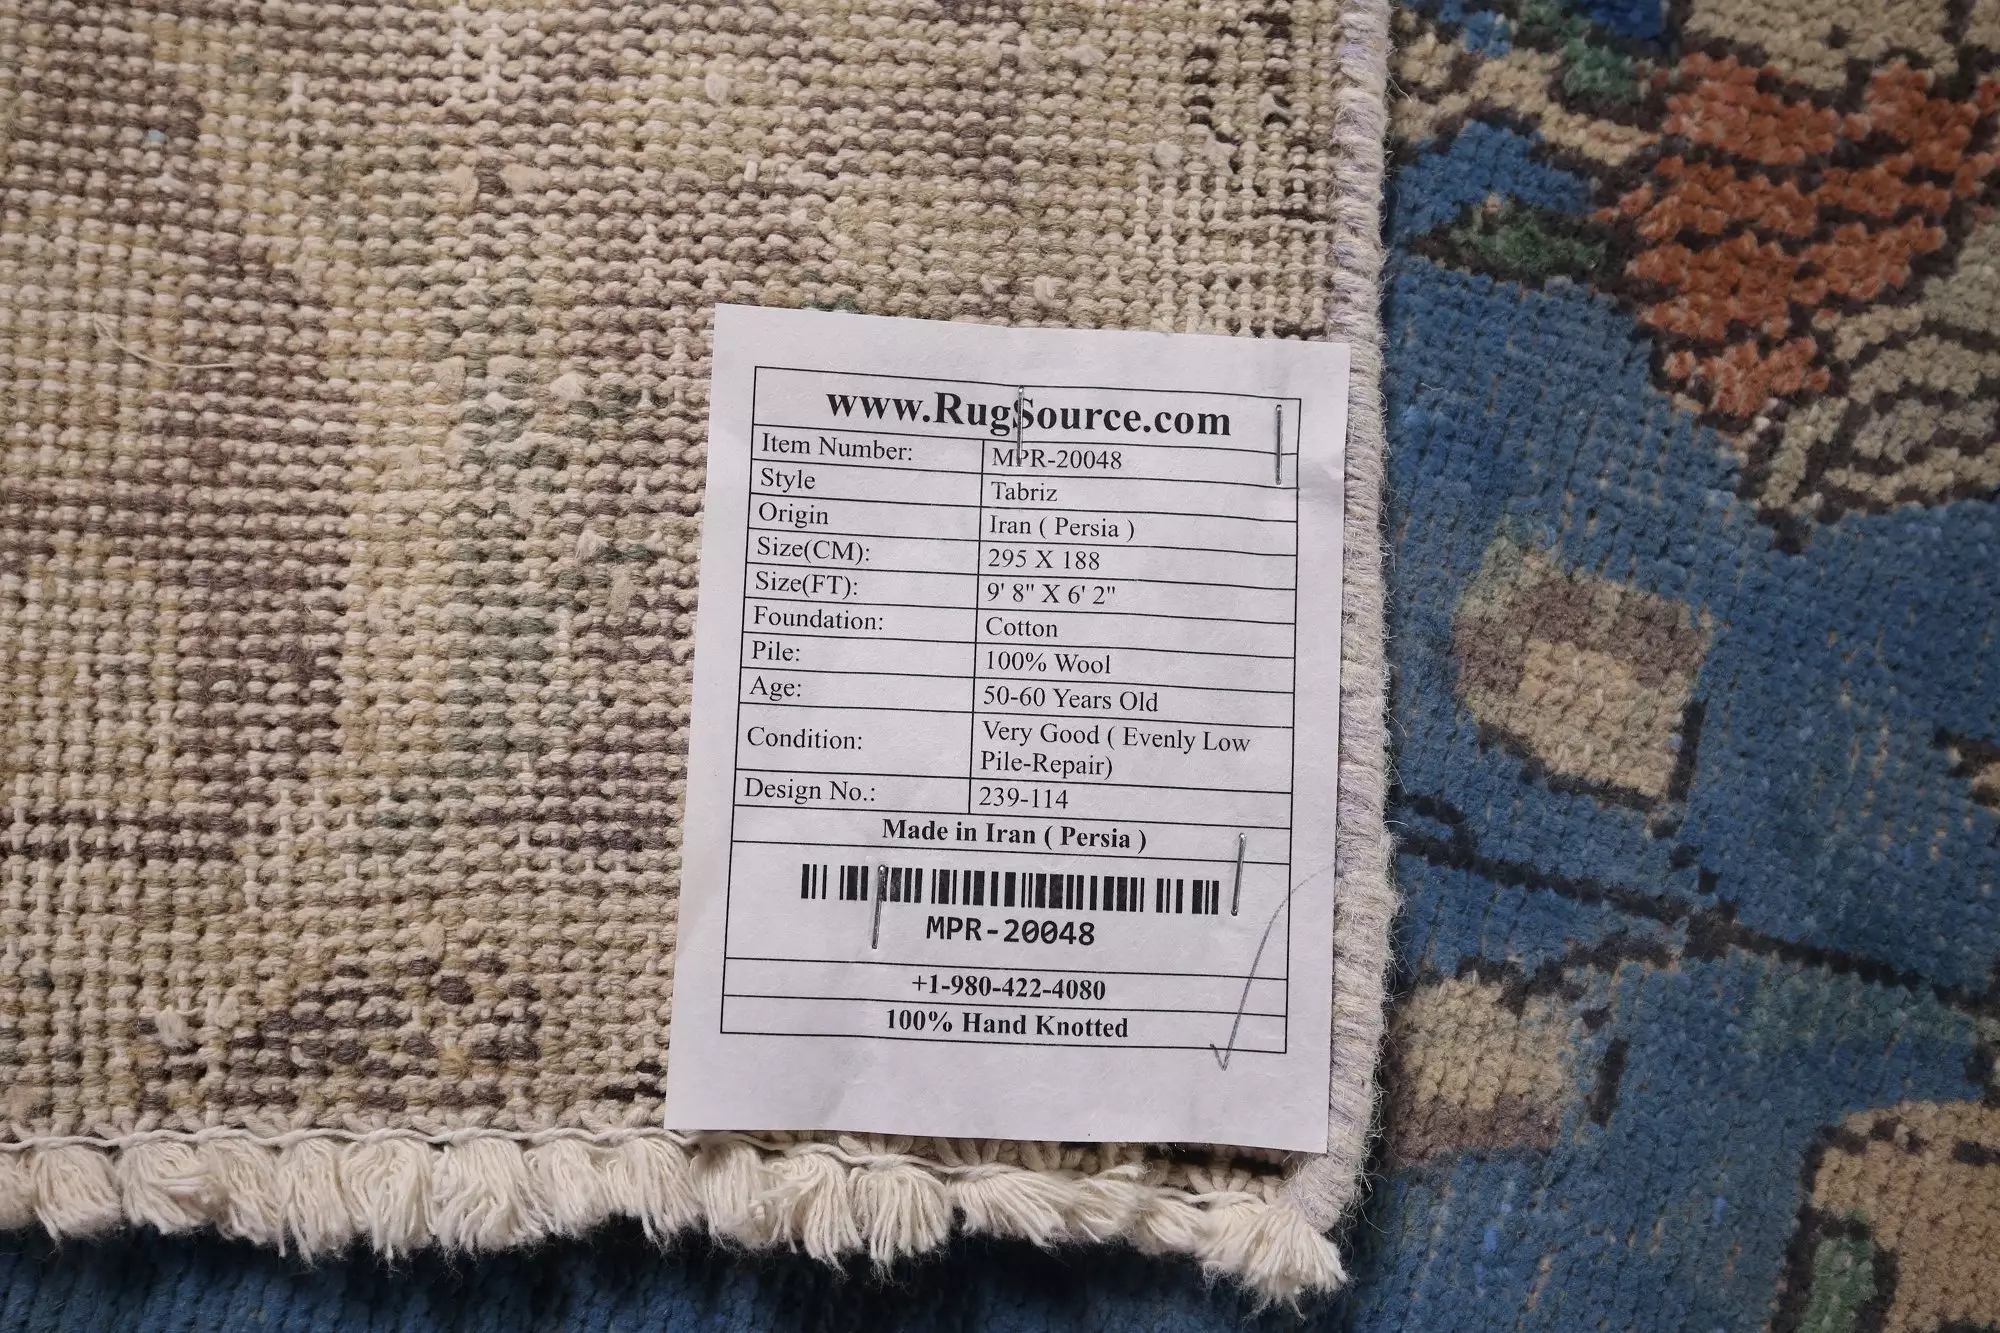 www.RugSource.com
Item Number: MPR-20048
Style Tabriz
Origin Iran ( Persia )
Size(CM): 295 X 188
Size(FT): 9' 8" X 6' 2"
Foundation: Cotton
Pile: 100% Wool
Age: 50-60 Years Old
Condition: Very Good ( Evenly Low
Pile-Repair)
Design No.: 239-114
Made in Iran ( Persia )
MPR-20048
+1-980-422-4080
100% Hand Knotted